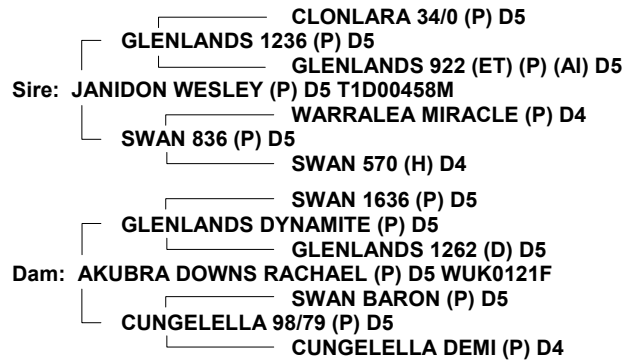 CLONLARA 34/0 (P) D5
GLENLANDS 1236 (P) D5
GLENLANDS 922 (ET) (P) (AI) D5
Sire: JANIDON WESLEY (P) D5 T1D00458M
WARRALEA MIRACLE (P) D4
SWAN 836 (P) D5
SWAN 570 (H) D4
SWAN 1636 (P) D5
GLENLANDS DYNAMITE (P) D5
GLENLANDS 1262 (D) D5
Dam: AKUBRA DOWNS RACHAEL (P) D5 WUK0121F
SWAN BARON (P) D5
CUNGELELLA 98/79 (P) D5
CUNGELELLA DEMI (P) D4